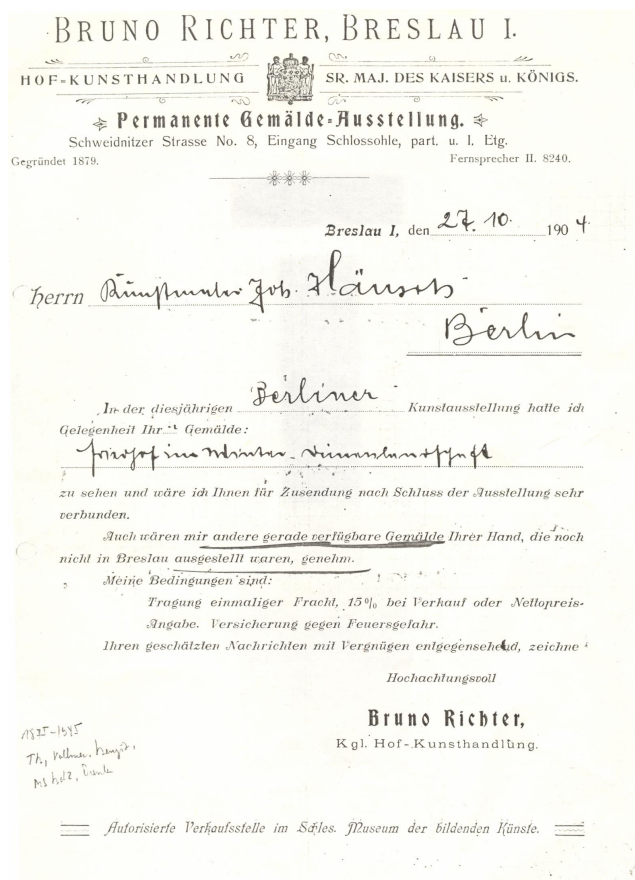 BRUNO RICHTER, BRESLAU I.
HOF-KUNSTHANDLUNG SR. MAJ. DES KAISERS u. KÖNIGS.
Permanente Gemälde-Ausstellung.
Schweidnitzer Strasse No. 8, Eingang Schlossohle, part. u. I. Etg.
Gegründet 1879. Fernsprecher II. 8240.
Breslau I, den 27. 10. 1904
Herrn Kunstmaler Joh. Hänsch
Berlin
In der diesjährigen Berliner Kunstausstellung hatte ich
Gelegenheit Ihr Gemälde:
Friedhof im Winter - Dünenlandschaft
zu sehen und wäre ich Ihnen für Zusendung nach Schluss der Ausstellung sehr
verbunden.
Auch wären mir andere gerade verfügbare Gemälde Ihrer Hand, die noch
nicht in Breslau ausgestellt waren, genehm.
Meine Bedingungen sind:
Tragung einmaliger Fracht, 15% bei Verkauf oder Nettopreis-
Angabe. Versicherung gegen Feuersgefahr.
Ihren geschätzten Nachrichten mit Vergnügen entgegensehend, zeichne
Hochachtungsvoll
Bruno Richter,
Kgl. Hof-Kunsthandlung.
1875-1945
Th, Vollmer,
Autorisierte Verkaufsstelle im Schles. Museum der bildenden Künste.